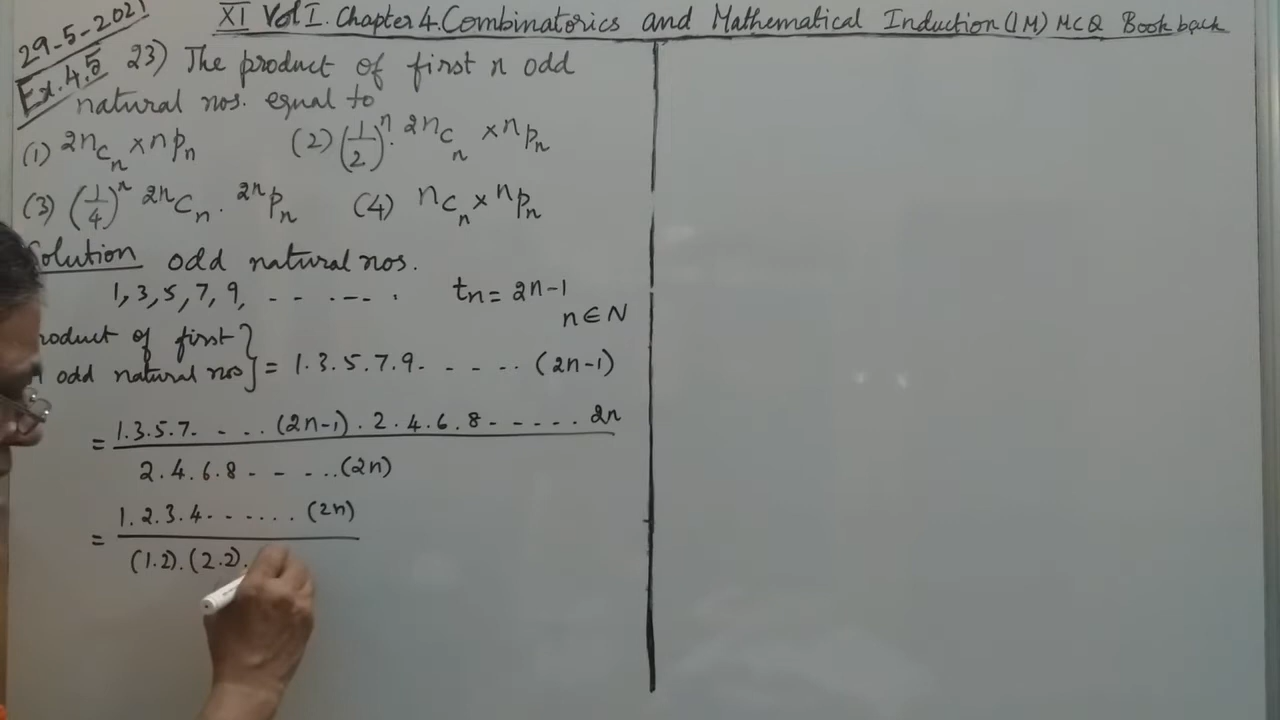 XI Vol I. Chapter 4. Combinatorics and Mathematical Induction (1M) MCQ Book back
29-5-2021
Ex. 4.5
23) The product of first n odd
natural nos. equal to
(1) 2nCn × nPn (2) (1/2)^n . 2nCn × nPn
(3) (1/4)^n 2nCn . 2nPn (4) nCn × nPn
Solution odd natural nos.
1, 3, 5, 7, 9, - - - - - . tn = 2n-1
n ∈ N
product of first
odd natural nos } = 1.3.5.7.9. - - - - .. (2n-1)
= 1.3.5.7. - . - .. (2n-1) . 2.4.6.8 - - - - - . . 2n / 2.4.6.8 - - - ... (2n)
= 1.2.3.4 - - - - . . . (2n) / (1.2).(2.2).